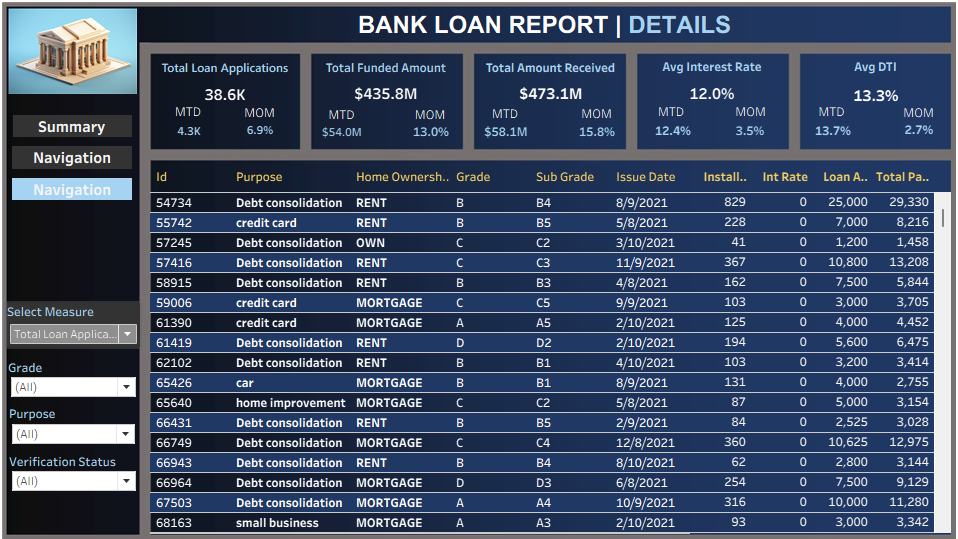 BANK LOAN REPORT | DETAILS
Total Loan Applications
38.6K
MTD MOM
4.3K 6.9%
Total Funded Amount
$435.8M
MTD MOM
$54.0M 13.0%
Total Amount Received
$473.1M
MTD MOM
$58.1M 15.8%
Avg Interest Rate
12.0%
MTD MOM
12.4% 3.5%
Avg DTI
13.3%
MTD MOM
13.7% 2.7%
Summary
Navigation
Navigation
Select Measure
Total Loan Applica...
Grade
(All)
Purpose
(All)
Verification Status
(All)
Id Purpose Home Ownersh.. Grade Sub Grade Issue Date Install.. Int Rate Loan A.. Total Pa..
54734 Debt consolidation RENT B B4 8/9/2021 829 0 25,000 29,330
55742 credit card RENT B B5 5/8/2021 228 0 7,000 8,216
57245 Debt consolidation OWN C C2 3/10/2021 41 0 1,200 1,458
57416 Debt consolidation RENT C C3 11/9/2021 367 0 10,800 13,208
58915 Debt consolidation RENT B B3 4/8/2021 162 0 7,500 5,844
59006 credit card MORTGAGE C C5 9/9/2021 103 0 3,000 3,705
61390 credit card MORTGAGE A A5 2/10/2021 125 0 4,000 4,452
61419 Debt consolidation RENT D D2 5/10/2021 194 0 5,600 6,475
62102 Debt consolidation RENT B B1 4/10/2021 103 0 3,200 3,414
65426 car MORTGAGE B B1 8/9/2021 131 0 4,000 2,755
65640 home improvement MORTGAGE C C2 5/8/2021 87 0 5,000 3,154
66431 Debt consolidation RENT B B5 2/9/2021 84 0 2,525 3,028
66749 Debt consolidation MORTGAGE C C4 12/8/2021 360 0 10,625 12,975
66943 Debt consolidation RENT B B4 8/10/2021 62 0 2,800 3,144
66964 Debt consolidation MORTGAGE D D3 6/8/2021 254 0 7,500 9,129
67503 Debt consolidation MORTGAGE A A4 10/9/2021 316 0 10,000 11,280
68163 small business MORTGAGE A A3 2/10/2021 93 0 3,000 3,342